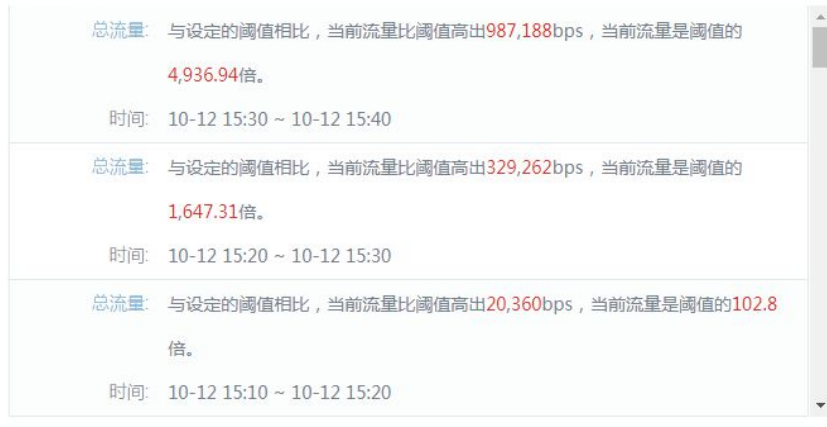 总流量: 与设定的阈值相比，当前流量比阈值高出987,188bps，当前流量是阈值的
4,936.94倍。
时间: 10-12 15:30 ~ 10-12 15:40
总流量: 与设定的阈值相比，当前流量比阈值高出329,262bps，当前流量是阈值的
1,647.31倍。
时间: 10-12 15:20 ~ 10-12 15:30
总流量: 与设定的阈值相比，当前流量比阈值高出20,360bps，当前流量是阈值的102.8
倍。
时间: 10-12 15:10 ~ 10-12 15:20